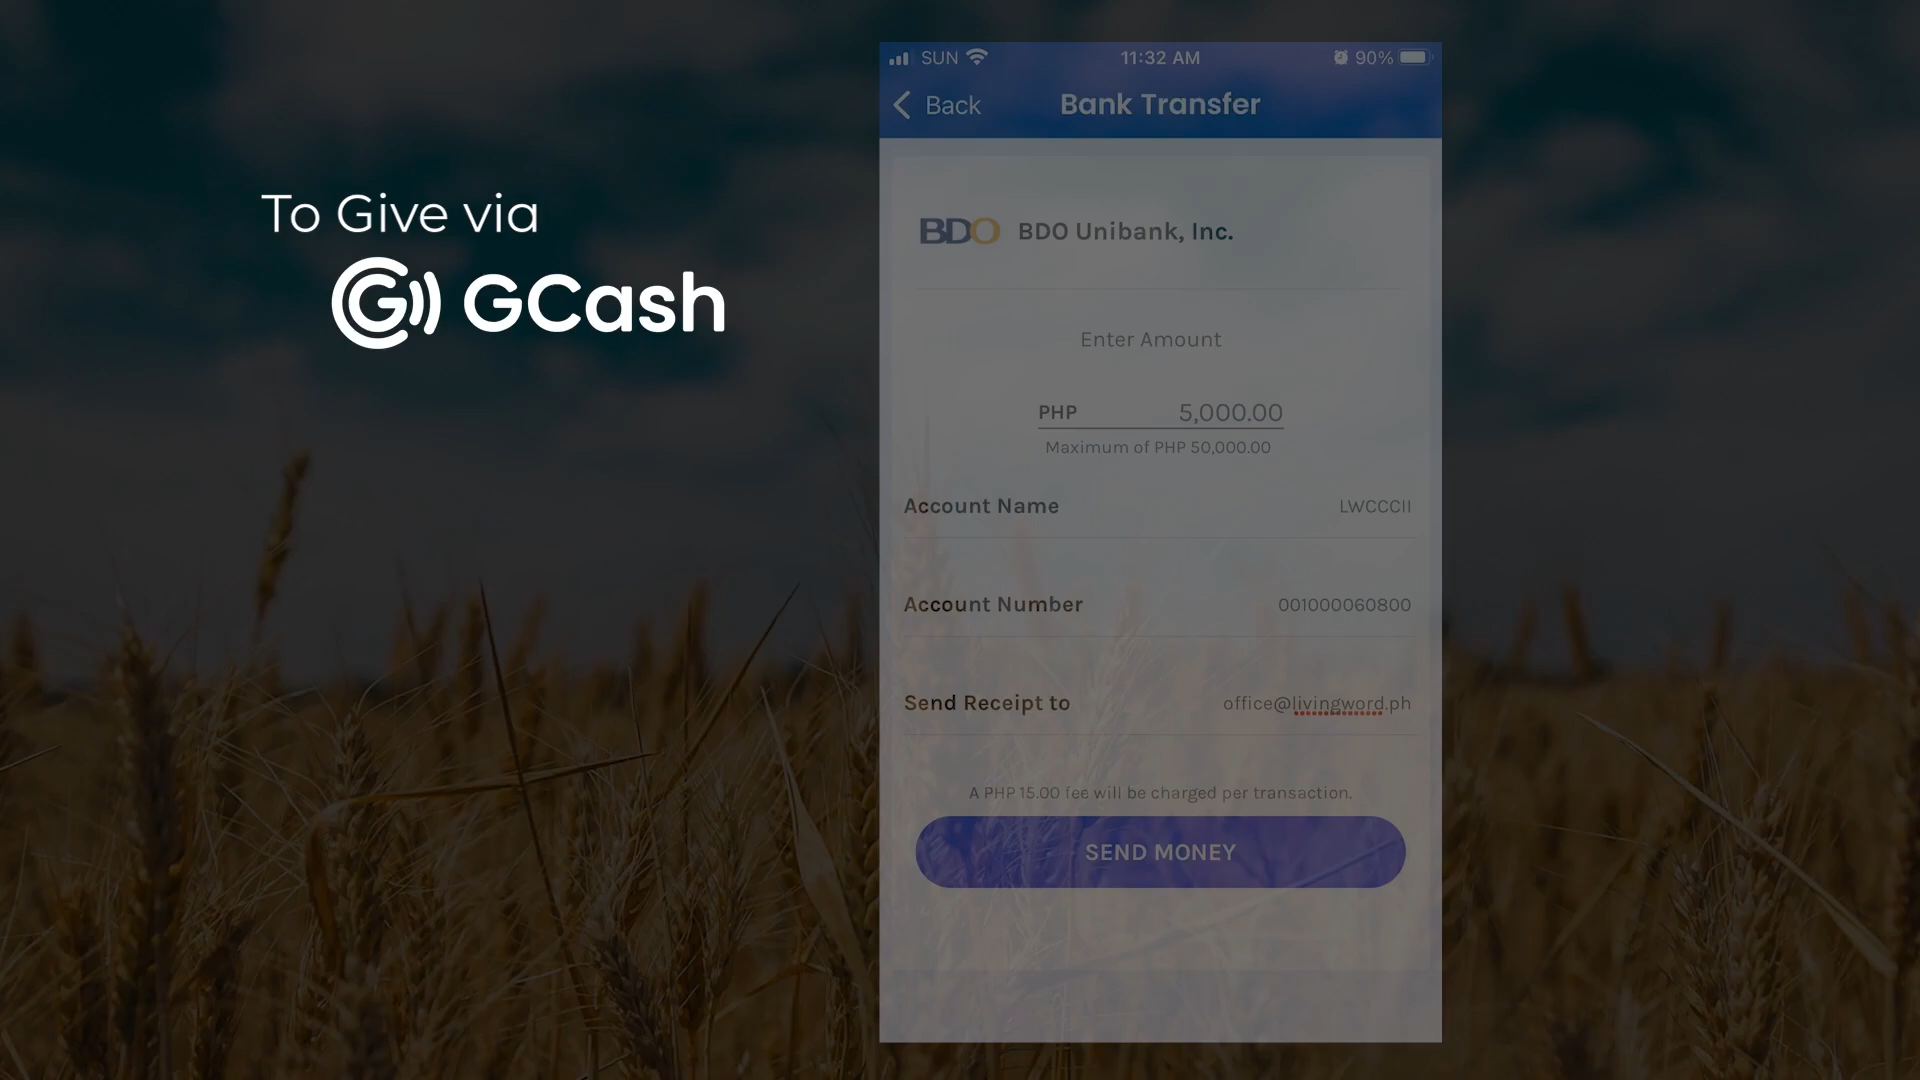 To Give via
GCash
SUN 11:32 AM 90%
Back Bank Transfer
BDO BDO Unibank, Inc.
Enter Amount
PHP 5,000.00
Maximum of PHP 50,000.00
Account Name LWCCCII
Account Number 001000060800
Send Receipt to office@livingword.ph
A PHP 15.00 fee will be charged per transaction.
SEND MONEY